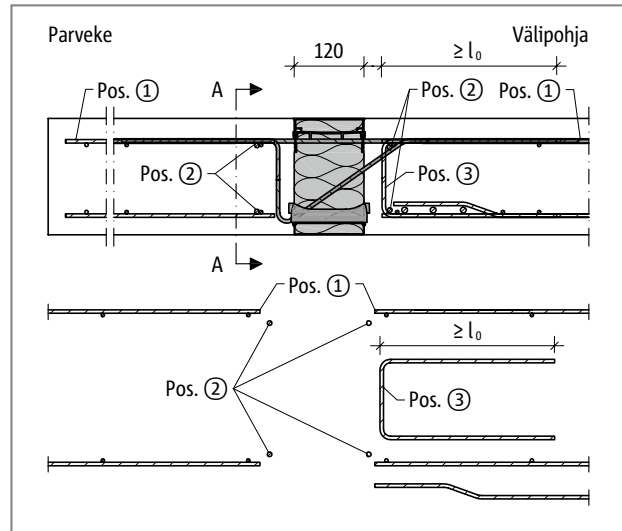 Parveke
Välipohja
120
≥ l₀
A
Pos. ①
Pos. ②
Pos. ①
Pos. ②
Pos. ③
A
Pos. ①
≥ l₀
Pos. ②
Pos. ③